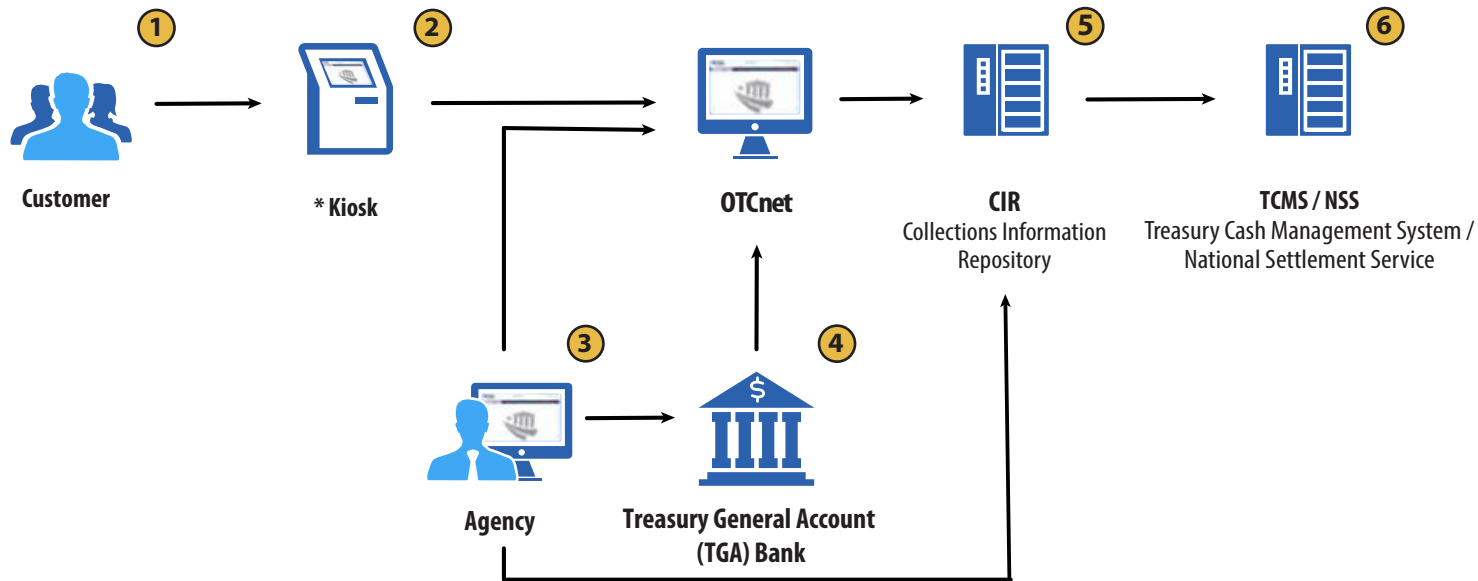 1
2
5
6
Customer
* Kiosk
OTCnet
CIR
Collections Information
Repository
TCMS / NSS
Treasury Cash Management System /
National Settlement Service
3
4
$
Agency
Treasury General Account
(TGA) Bank